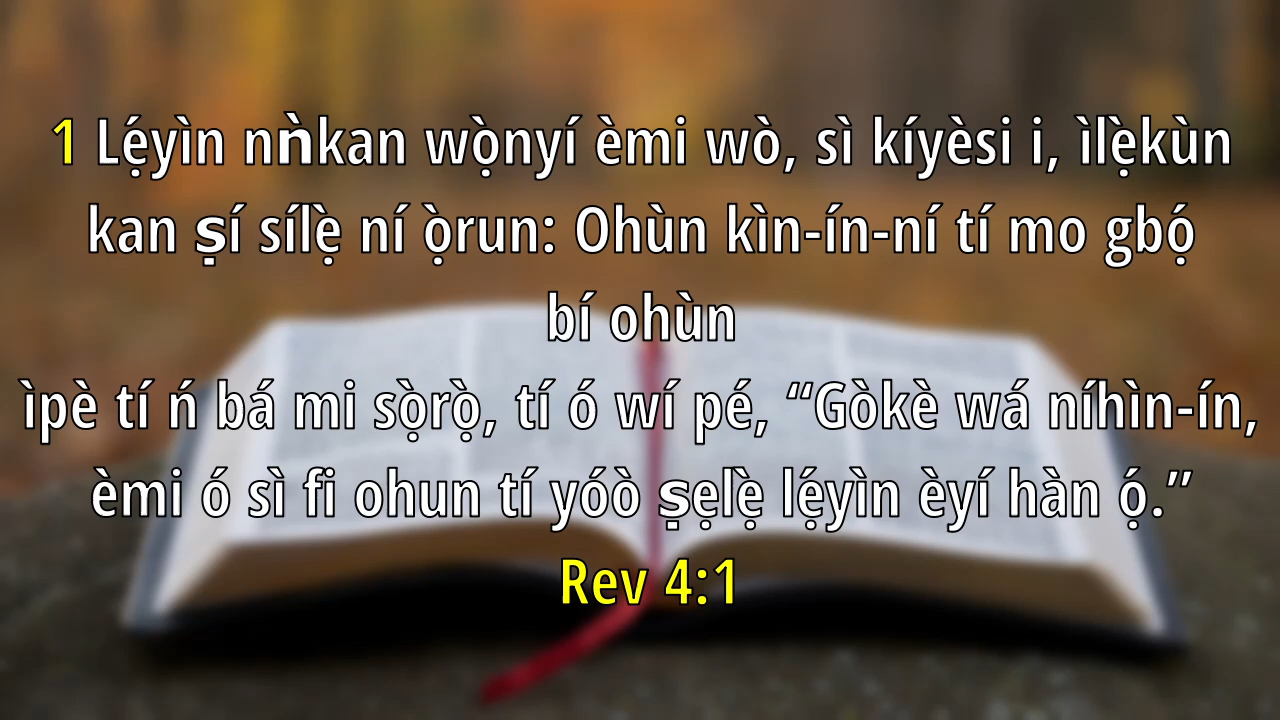 1 Lẹ́yìn nǹkan wọ̀nyí èmi wò, sì kíyèsi i, ìlẹ̀kùn
kan ṣí sílẹ̀ ní ọ̀run: Ohùn kìn-ín-ní tí mo gbọ́
bí ohùn
ìpè tí ń bá mi sọ̀rọ̀, tí ó wí pé, “Gòkè wá níhìn-ín,
èmi ó sì fi ohun tí yóò ṣẹlẹ̀ lẹ́yìn èyí hàn ọ́.”
Rev 4:1